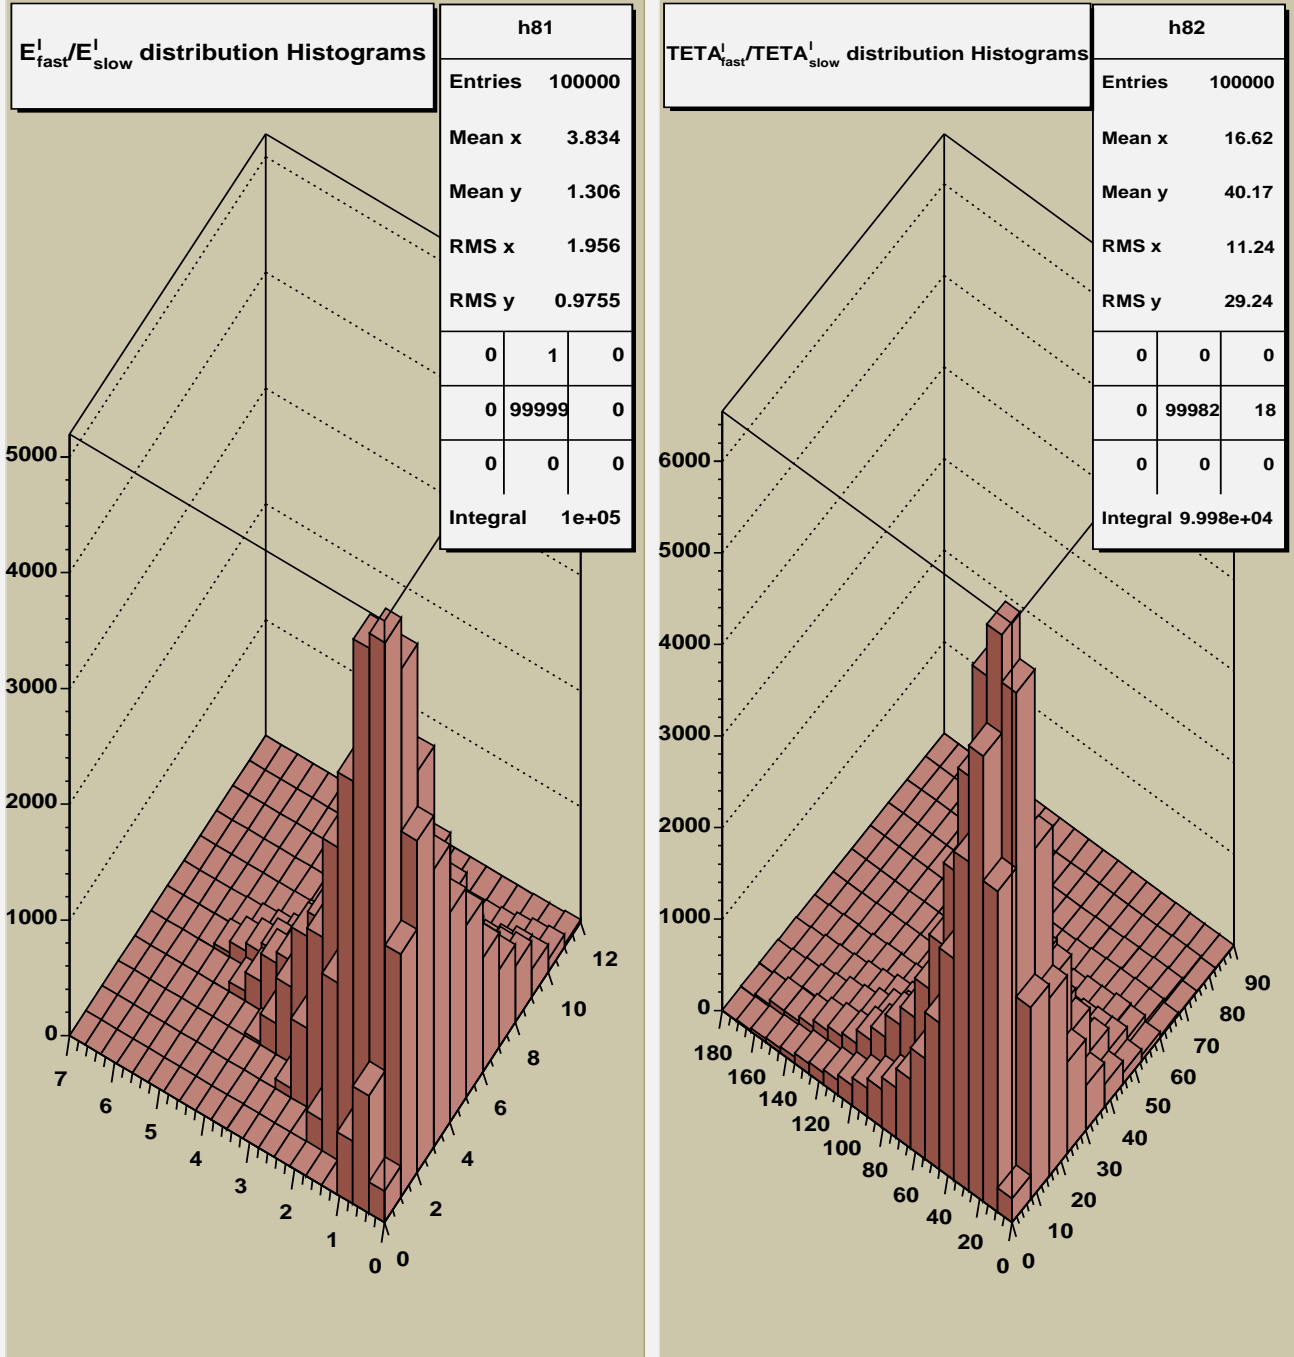 E^l_fast/E^l_slow distribution Histograms
h81
Entries 100000
Mean x 3.834
Mean y 1.306
RMS x 1.956
RMS y 0.9755
0 1 0
0 99999 0
0 0 0
Integral 1e+05
5000
4000
3000
2000
1000
0
7
6
5
4
3
2
1
0
0
2
4
6
8
10
12
TETA^l_fast/TETA^l_slow distribution Histograms
h82
Entries 100000
Mean x 16.62
Mean y 40.17
RMS x 11.24
RMS y 29.24
0 0 0
0 99982 18
0 0 0
Integral 9.998e+04
6000
5000
4000
3000
2000
1000
0
180
160
140
120
100
80
60
40
20
0
0
10
20
30
40
50
60
70
80
90